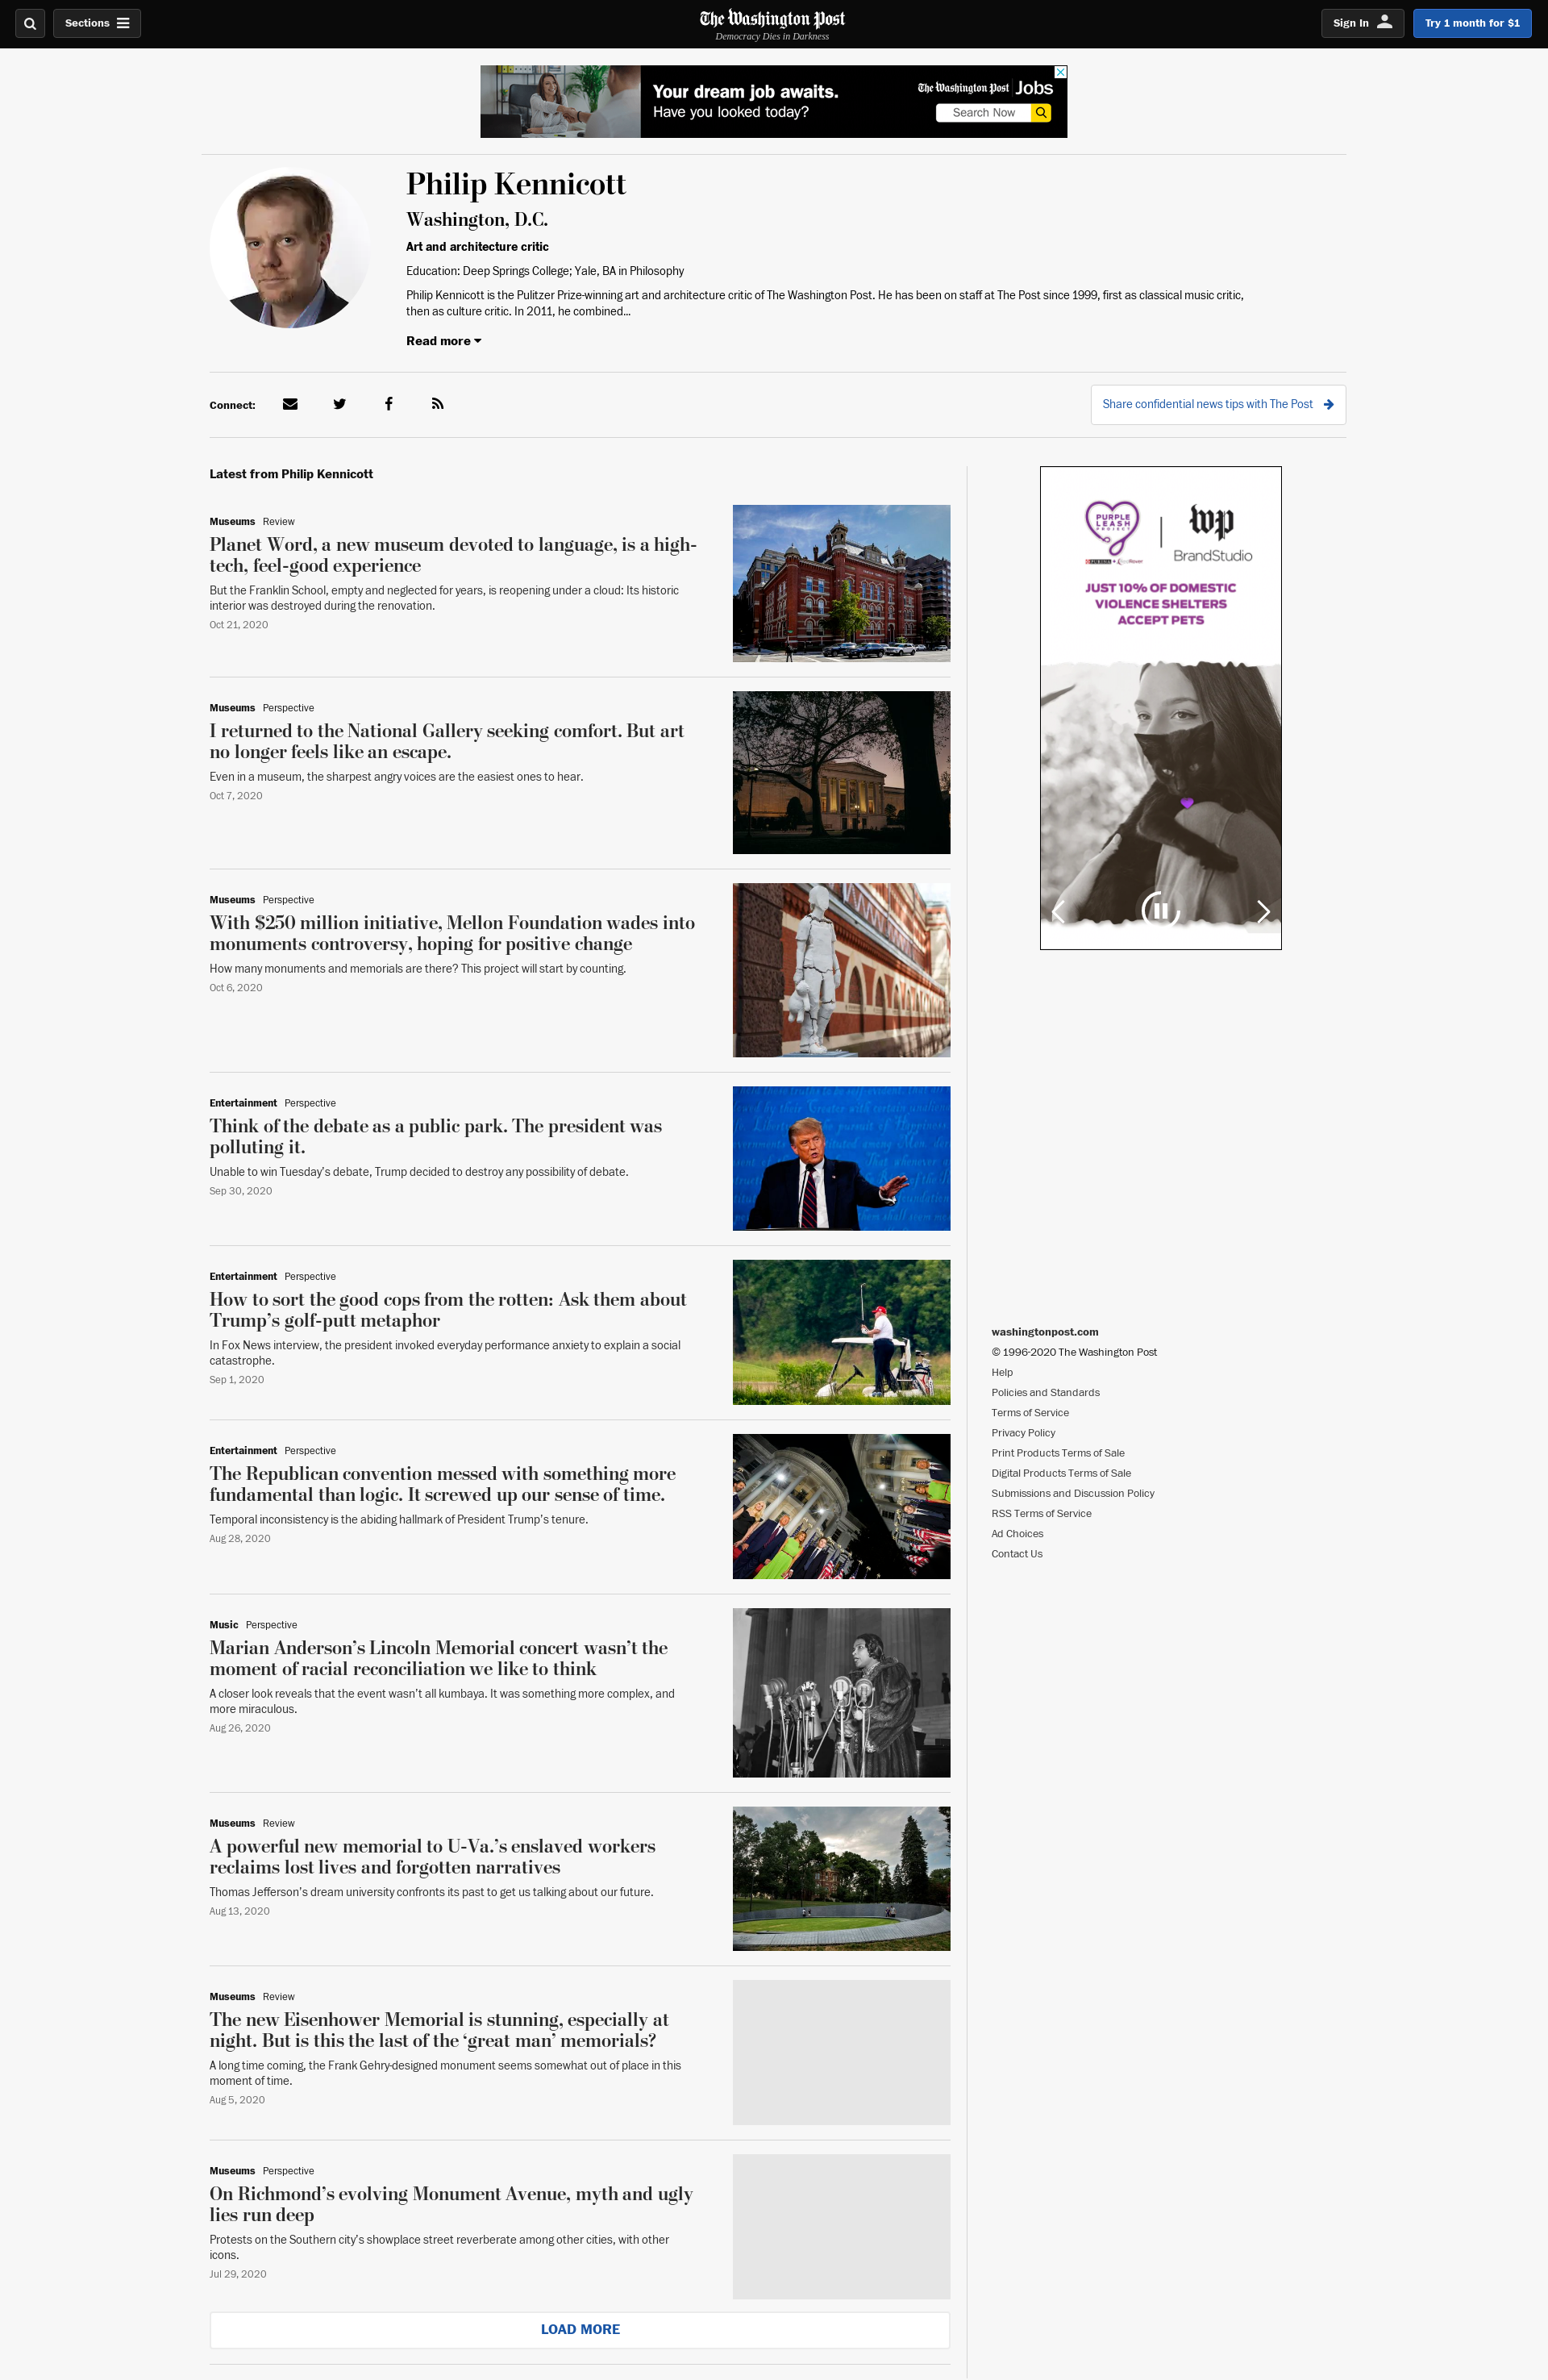 Sections
The Washington Post
Democracy Dies in Darkness
Sign In
Try 1 month for $1
Your dream job awaits.
Have you looked today?
The Washington Post Jobs
Search Now
Philip Kennicott
Washington, D.C.
Art and architecture critic
Education: Deep Springs College; Yale, BA in Philosophy
Philip Kennicott is the Pulitzer Prize-winning art and architecture critic of The Washington Post. He has been on staff at The Post since 1999, first as classical music critic,
then as culture critic. In 2011, he combined...
Read more
Connect:
Share confidential news tips with The Post
Latest from Philip Kennicott
Museums Review
Planet Word, a new museum devoted to language, is a high-
tech, feel-good experience
But the Franklin School, empty and neglected for years, is reopening under a cloud: Its historic
interior was destroyed during the renovation.
Oct 21, 2020
Museums Perspective
I returned to the National Gallery seeking comfort. But art
no longer feels like an escape.
Even in a museum, the sharpest angry voices are the easiest ones to hear.
Oct 7, 2020
Museums Perspective
With $250 million initiative, Mellon Foundation wades into
monuments controversy, hoping for positive change
How many monuments and memorials are there? This project will start by counting.
Oct 6, 2020
Entertainment Perspective
Think of the debate as a public park. The president was
polluting it.
Unable to win Tuesday’s debate, Trump decided to destroy any possibility of debate.
Sep 30, 2020
Entertainment Perspective
How to sort the good cops from the rotten: Ask them about
Trump’s golf-putt metaphor
In Fox News interview, the president invoked everyday performance anxiety to explain a social
catastrophe.
Sep 1, 2020
Entertainment Perspective
The Republican convention messed with something more
fundamental than logic. It screwed up our sense of time.
Temporal inconsistency is the abiding hallmark of President Trump’s tenure.
Aug 28, 2020
Music Perspective
Marian Anderson’s Lincoln Memorial concert wasn’t the
moment of racial reconciliation we like to think
A closer look reveals that the event wasn’t all kumbaya. It was something more complex, and
more miraculous.
Aug 26, 2020
Museums Review
A powerful new memorial to U-Va.’s enslaved workers
reclaims lost lives and forgotten narratives
Thomas Jefferson’s dream university confronts its past to get us talking about our future.
Aug 13, 2020
Museums Review
The new Eisenhower Memorial is stunning, especially at
night. But is this the last of the ‘great man’ memorials?
A long time coming, the Frank Gehry-designed monument seems somewhat out of place in this
moment of time.
Aug 5, 2020
Museums Perspective
On Richmond’s evolving Monument Avenue, myth and ugly
lies run deep
Protests on the Southern city’s showplace street reverberate among other cities, with other
icons.
Jul 29, 2020
LOAD MORE
PURPLE
LEASH
PROJECT
PURINA
wp
BrandStudio
JUST 10% OF DOMESTIC
VIOLENCE SHELTERS
ACCEPT PETS
washingtonpost.com
© 1996-2020 The Washington Post
Help
Policies and Standards
Terms of Service
Privacy Policy
Print Products Terms of Sale
Digital Products Terms of Sale
Submissions and Discussion Policy
RSS Terms of Service
Ad Choices
Contact Us